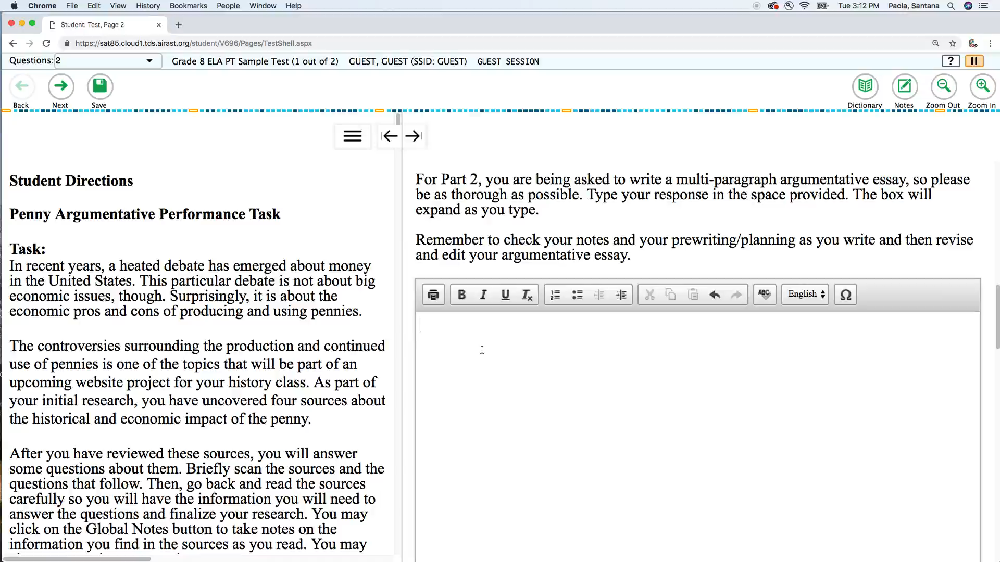 Chrome File Edit View History Bookmarks People Window Help Tue 3:12 PM Paola, Santana
Student: Test, Page 2
https://sat85.cloud1.tds.airast.org/student/V696/Pages/TestShell.aspx
Questions: 2 Grade 8 ELA PT Sample Test (1 out of 2) GUEST, GUEST (SSID: GUEST) GUEST SESSION ?
Back Next Save Dictionary Notes Zoom Out Zoom In
Student Directions
Penny Argumentative Performance Task
Task:
In recent years, a heated debate has emerged about money
in the United States. This particular debate is not about big
economic issues, though. Surprisingly, it is about the
economic pros and cons of producing and using pennies.
The controversies surrounding the production and continued
use of pennies is one of the topics that will be part of an
upcoming website project for your history class. As part of
your initial research, you have uncovered four sources about
the historical and economic impact of the penny.
After you have reviewed these sources, you will answer
some questions about them. Briefly scan the sources and the
questions that follow. Then, go back and read the sources
carefully so you will have the information you will need to
answer the questions and finalize your research. You may
click on the Global Notes button to take notes on the
information you find in the sources as you read. You may
For Part 2, you are being asked to write a multi-paragraph argumentative essay, so please
be as thorough as possible. Type your response in the space provided. The box will
expand as you type.
Remember to check your notes and your prewriting/planning as you write and then revise
and edit your argumentative essay.
B I U Tx ABC English Ω